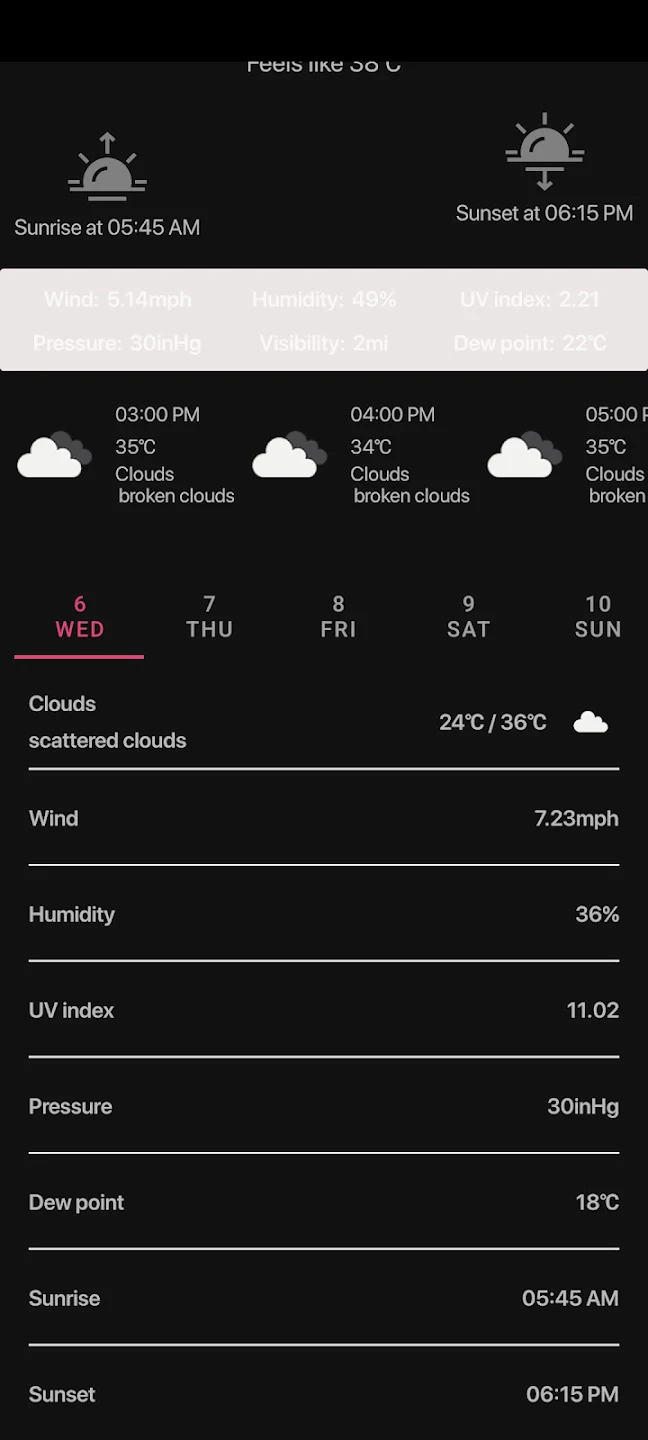 Feels like 38°C
Sunrise at 05:45 AM
Sunset at 06:15 PM
Wind: 5.14mph Humidity: 49% UV index: 2.21
Pressure: 30inHg Visibility: 2mi Dew point: 22°C
03:00 PM 04:00 PM 05:00
35°C 34°C 35°C
Clouds Clouds Clouds
broken clouds broken clouds broken
6 7 8 9 10
WED THU FRI SAT SUN
Clouds
24°C / 36°C
scattered clouds
Wind 7.23mph
Humidity 36%
UV index 11.02
Pressure 30inHg
Dew point 18°C
Sunrise 05:45 AM
Sunset 06:15 PM